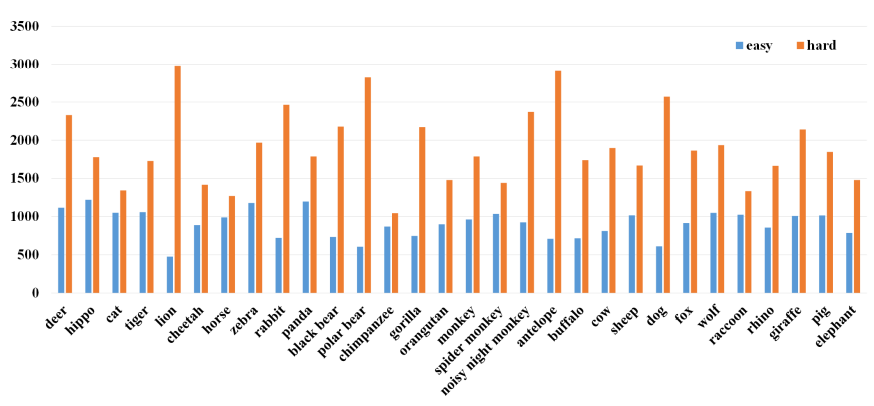 3500
3000
2500
2000
1500
1000
500
0
easy
hard
deer
hippo
cat
tiger
lion
cheetah
horse
zebra
rabbit
panda
black bear
polar bear
chimpanzee
gorilla
orangutan
monkey
spider monkey
noisy night monkey
antelope
buffalo
cow
sheep
dog
fox
wolf
raccoon
rhino
giraffe
pig
elephant